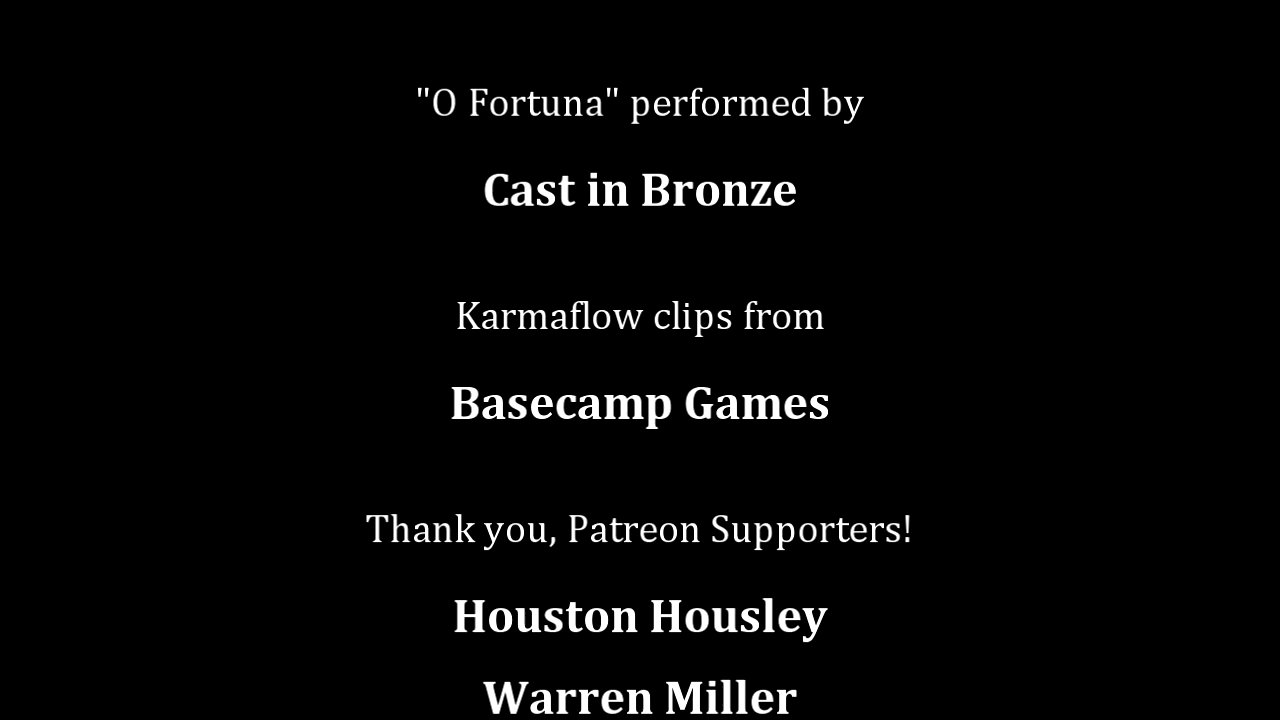 "O Fortuna" performed by
Cast in Bronze
Karmaflow clips from
Basecamp Games
Thank you, Patreon Supporters!
Houston Housley
Warren Miller